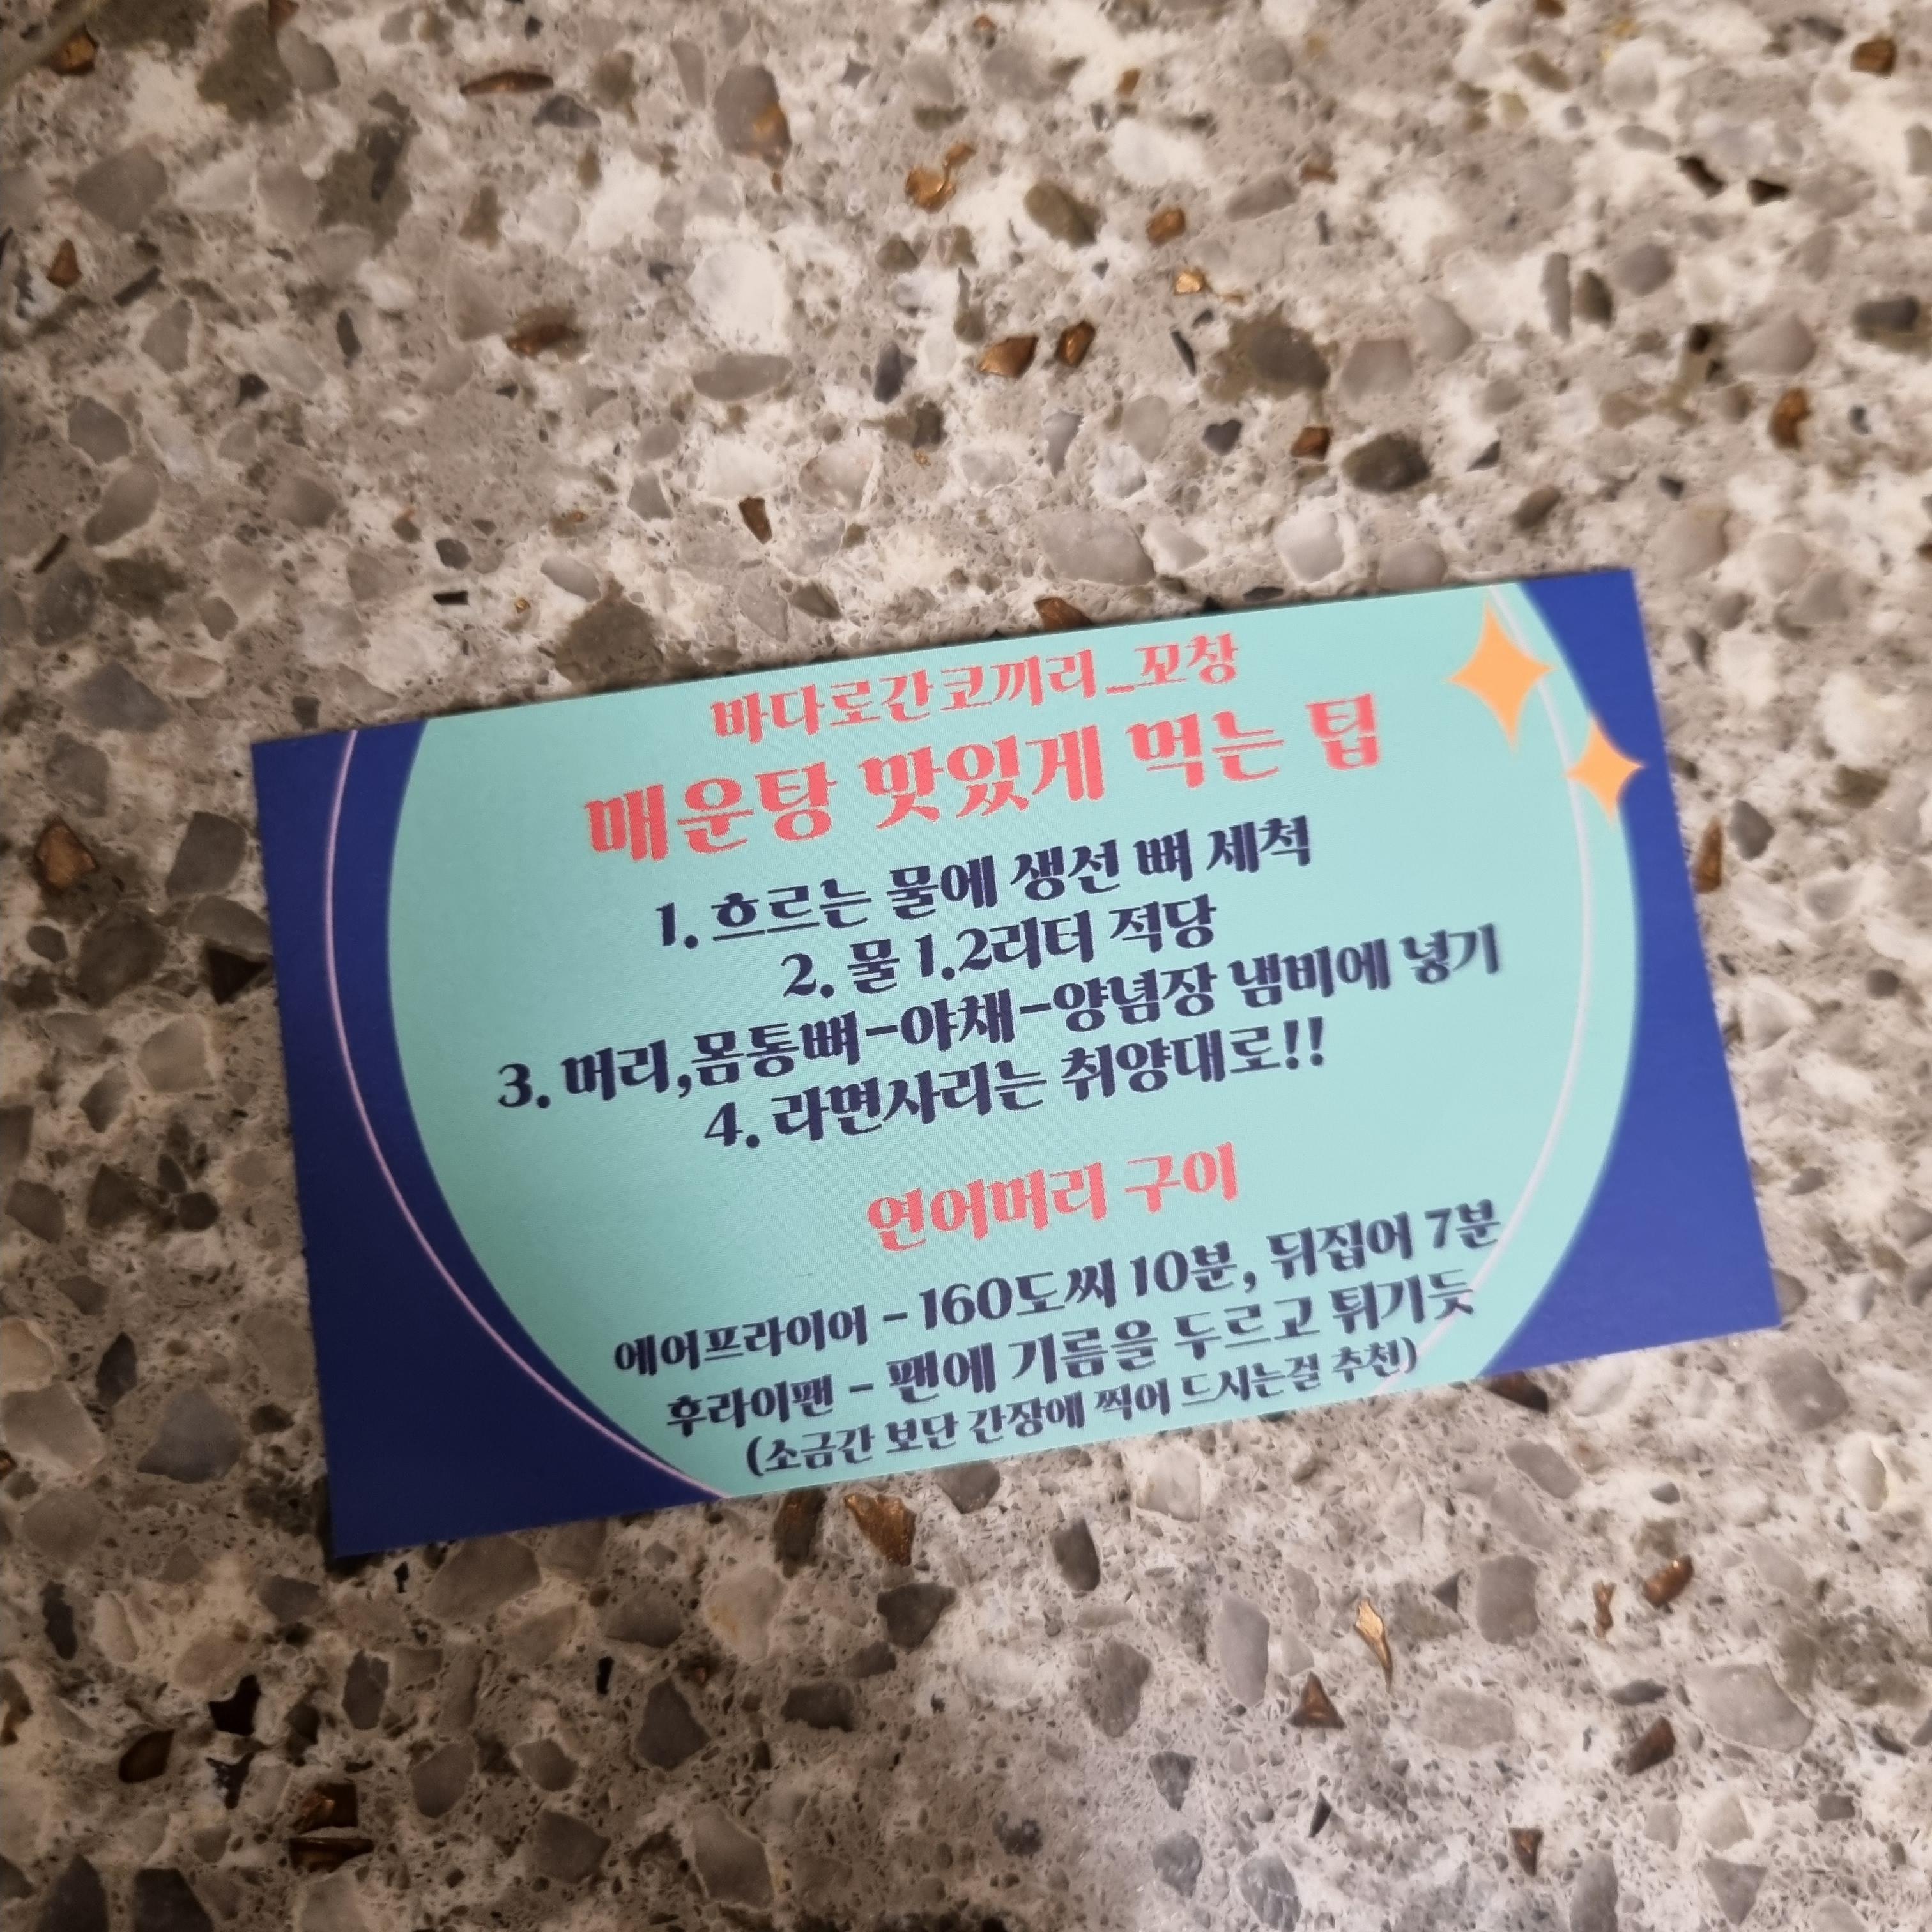 바다로간코끼리_꼬창
매운탕 맛있게 먹는 팁
1. 흐르는 물에 생선 뼈 세척
2. 물 1.2리터 적당
3. 머리,몸통뼈-야채-양념장 냄비에 넣기
4. 라면사리는 취양대로!!
연어머리 구이
에어프라이어 - 160도씨 10분, 뒤집어 7분
후라이팬 - 팬에 기름을 두르고 튀기듯
(소금간 보단 간장에 찍어 드시는걸 추천)